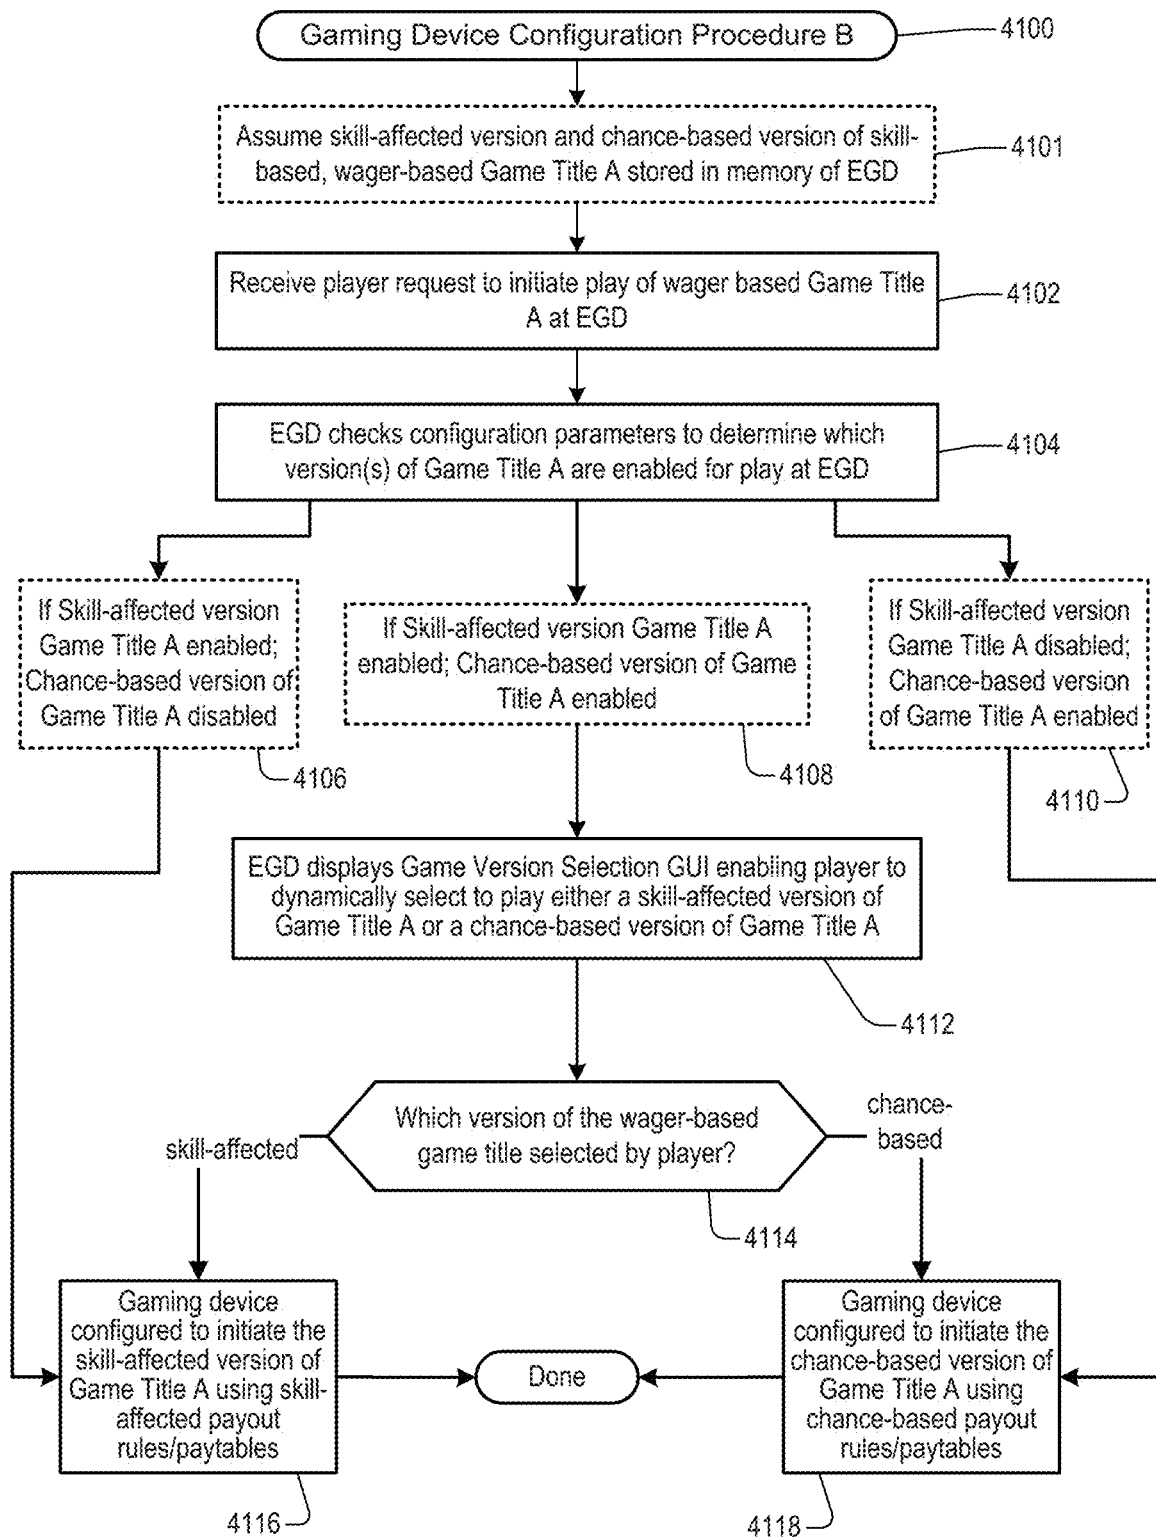 Gaming Device Configuration Procedure B
4100
Assume skill-affected version and chance-based version of skill-
based, wager-based Game Title A stored in memory of EGD
4101
Receive player request to initiate play of wager based Game Title
A at EGD
4102
EGD checks configuration parameters to determine which
version(s) of Game Title A are enabled for play at EGD
4104
If Skill-affected version
Game Title A enabled;
Chance-based version of
Game Title A disabled
4106
If Skill-affected version Game Title A
enabled; Chance-based version of Game
Title A enabled
4108
If Skill-affected version
Game Title A disabled;
Chance-based version
of Game Title A enabled
4110
EGD displays Game Version Selection GUI enabling player to
dynamically select to play either a skill-affected version of
Game Title A or a chance-based version of Game Title A
4112
Which version of the wager-based
game title selected by player?
4114
skill-affected
chance-
based
Gaming device
configured to initiate the
skill-affected version of
Game Title A using skill-
affected payout
rules/paytables
4116
Done
Gaming device
configured to initiate the
chance-based version of
Game Title A using
chance-based payout
rules/paytables
4118